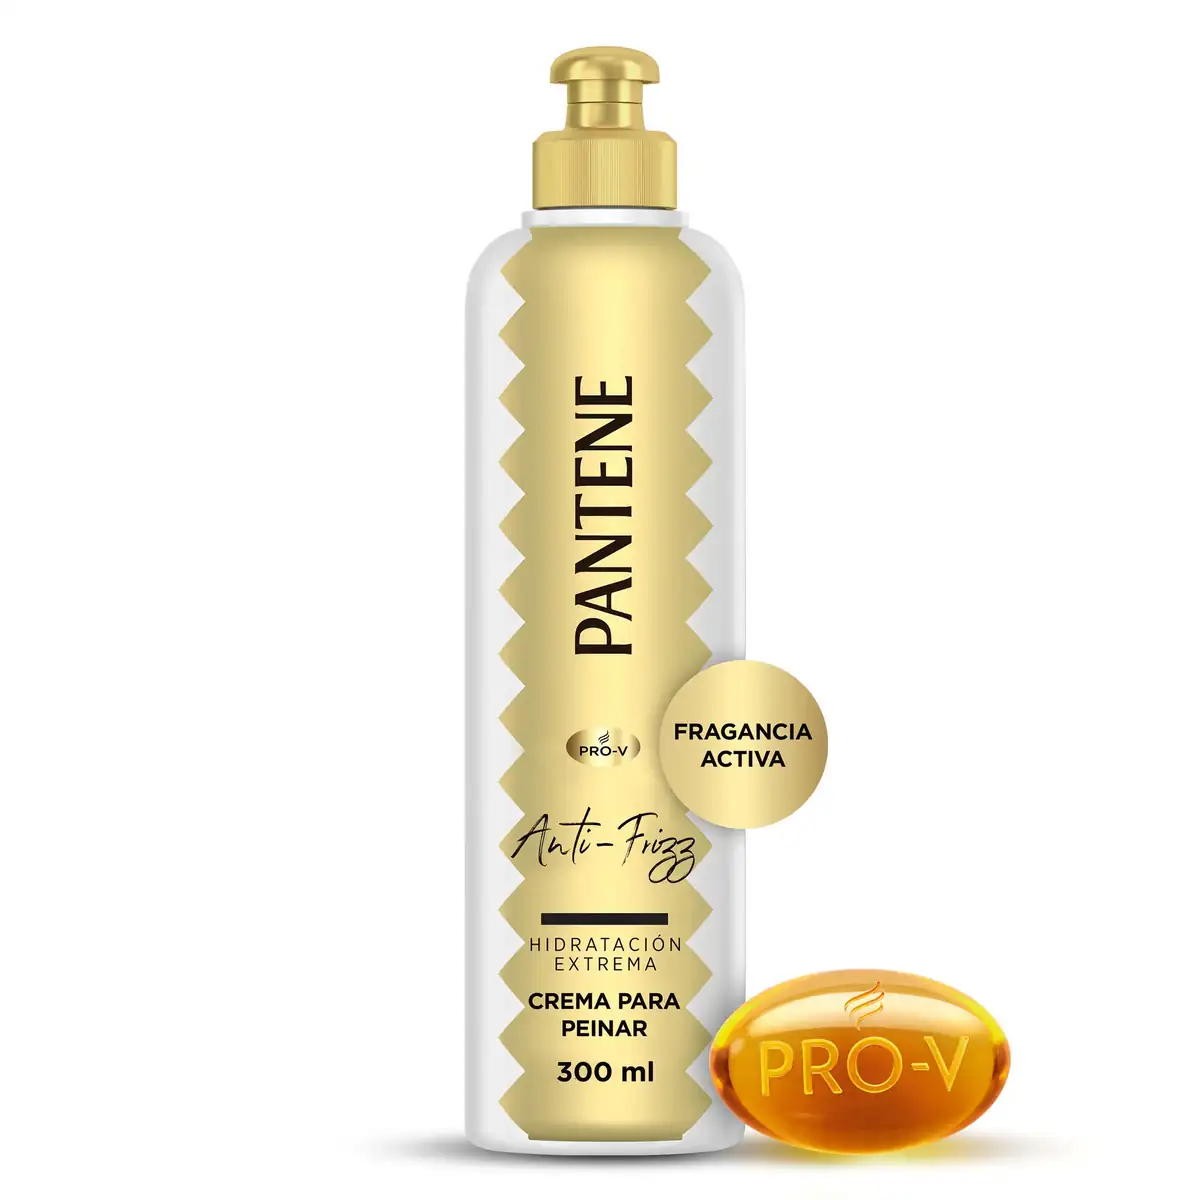 PANTENE
PRO-V
FRAGANCIA
ACTIVA
Anti-Frizz
HIDRATACIÓN
EXTREMA
CREMA PARA
PEINAR
300 ml
PRO-V